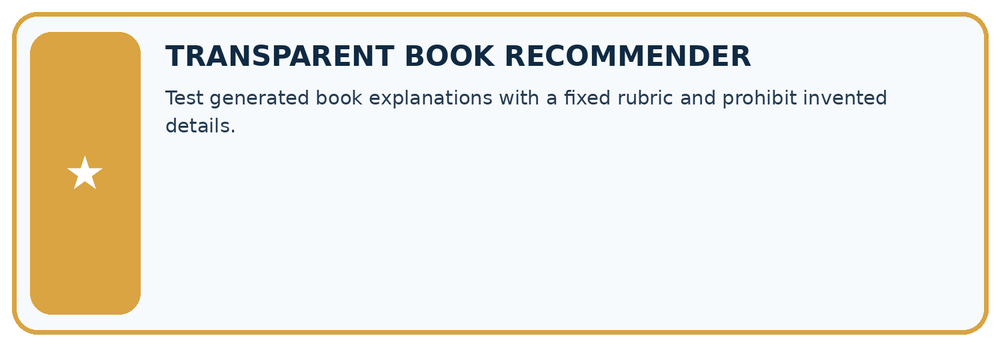 TRANSPARENT BOOK RECOMMENDER
Test generated book explanations with a fixed rubric and prohibit invented
details.